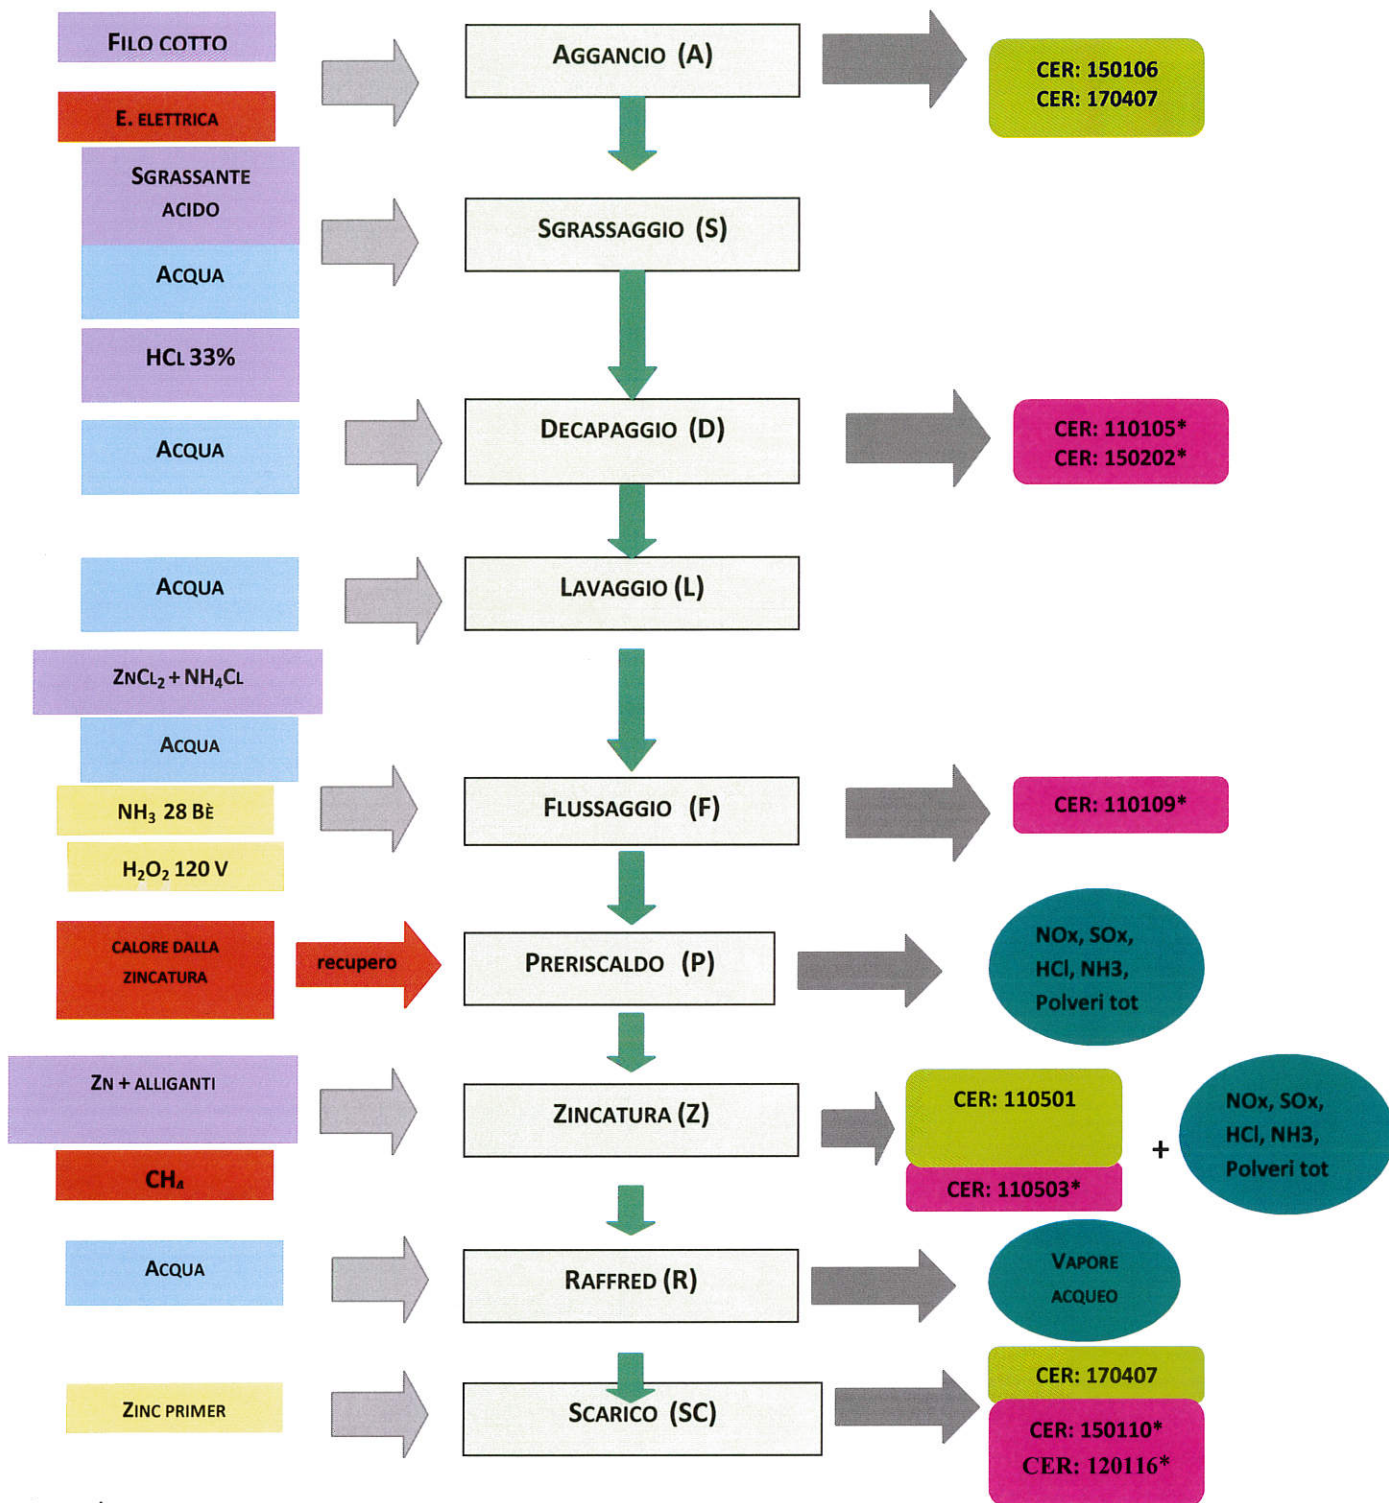 FILO COTTO
E. ELETTRICA
AGGANCIO (A)
CER: 150106
CER: 170407
SGRASSANTE
ACIDO
ACQUA
SGRASSAGGIO (S)
HCL 33%
ACQUA
DECAPAGGIO (D)
CER: 110105*
CER: 150202*
ACQUA
LAVAGGIO (L)
ZNCL₂ + NH₄CL
ACQUA
NH₃ 28 BÈ
H₂O₂ 120 V
FLUSSAGGIO (F)
CER: 110109*
CALORE DALLA
ZINCATURA
recupero
PRERISCALDO (P)
NOx, SOx,
HCl, NH3,
Polveri tot
ZN + ALLIGANTI
CH₄
ZINCATURA (Z)
CER: 110501
CER: 110503*
+
NOx, SOx,
HCl, NH3,
Polveri tot
ACQUA
RAFFRED (R)
VAPORE
ACQUEO
ZINC PRIMER
SCARICO (SC)
CER: 170407
CER: 150110*
CER: 120116*